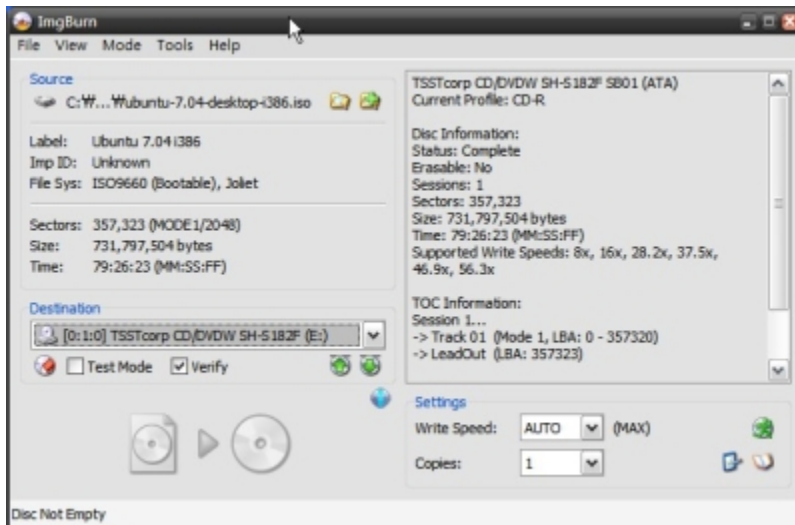 ImgBurn
File View Mode Tools Help
Source
C:₩...₩ubuntu-7.04-desktop-i386.iso
Label: Ubuntu 7.04 i386
Imp ID: Unknown
File Sys: ISO9660 (Bootable), Joliet
Sectors: 357,323 (MODE1/2048)
Size: 731,797,504 bytes
Time: 79:26:23 (MM:SS:FF)
Destination
[0:1:0] TSSTcorp CD/DVDW SH-S182F (E:)
Test Mode Verify
TSSTcorp CD/DVDW SH-S182F SB01 (ATA)
Current Profile: CD-R
Disc Information:
Status: Complete
Erasable: No
Sessions: 1
Sectors: 357,323
Size: 731,797,504 bytes
Time: 79:26:23 (MM:SS:FF)
Supported Write Speeds: 8x, 16x, 28.2x, 37.5x,
46.9x, 56.3x
TOC Information:
Session 1...
-> Track 01 (Mode 1, LBA: 0 - 357320)
-> LeadOut (LBA: 357323)
Settings
Write Speed: AUTO (MAX)
Copies: 1
Disc Not Empty